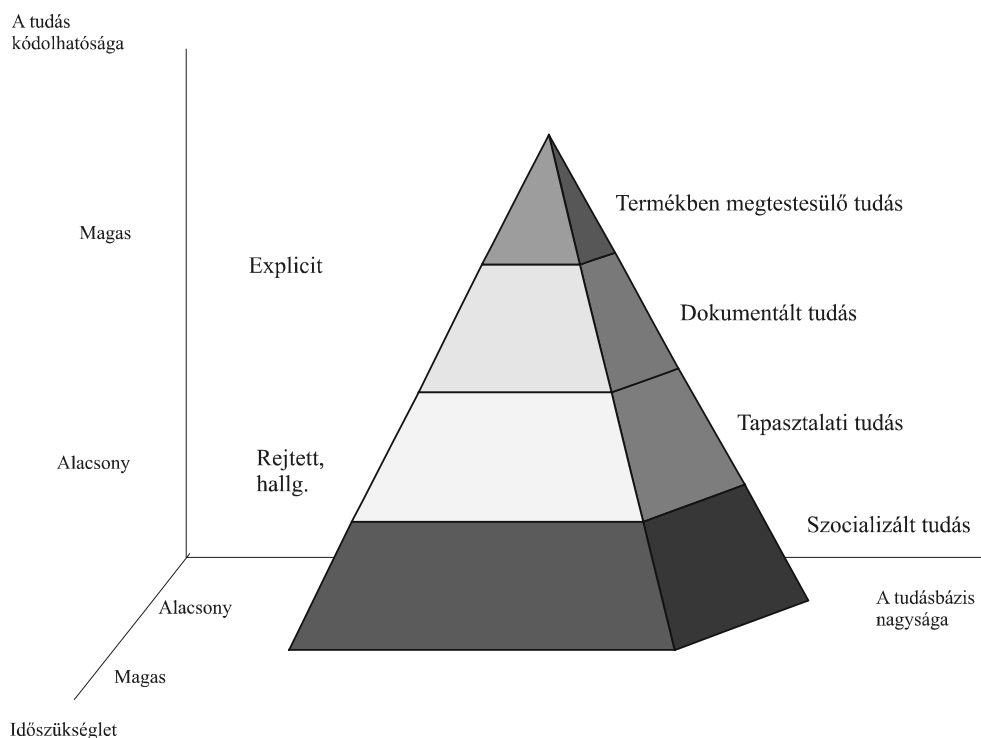 A tudás
kódolhatósága
Termékben megtestesülő tudás
Magas
Explicit
Dokumentált tudás
Tapasztalati tudás
Alacsony
Rejtett,
hallg.
Szocializált tudás
Alacsony
A tudásbázis
nagysága
Magas
Időszükséglet